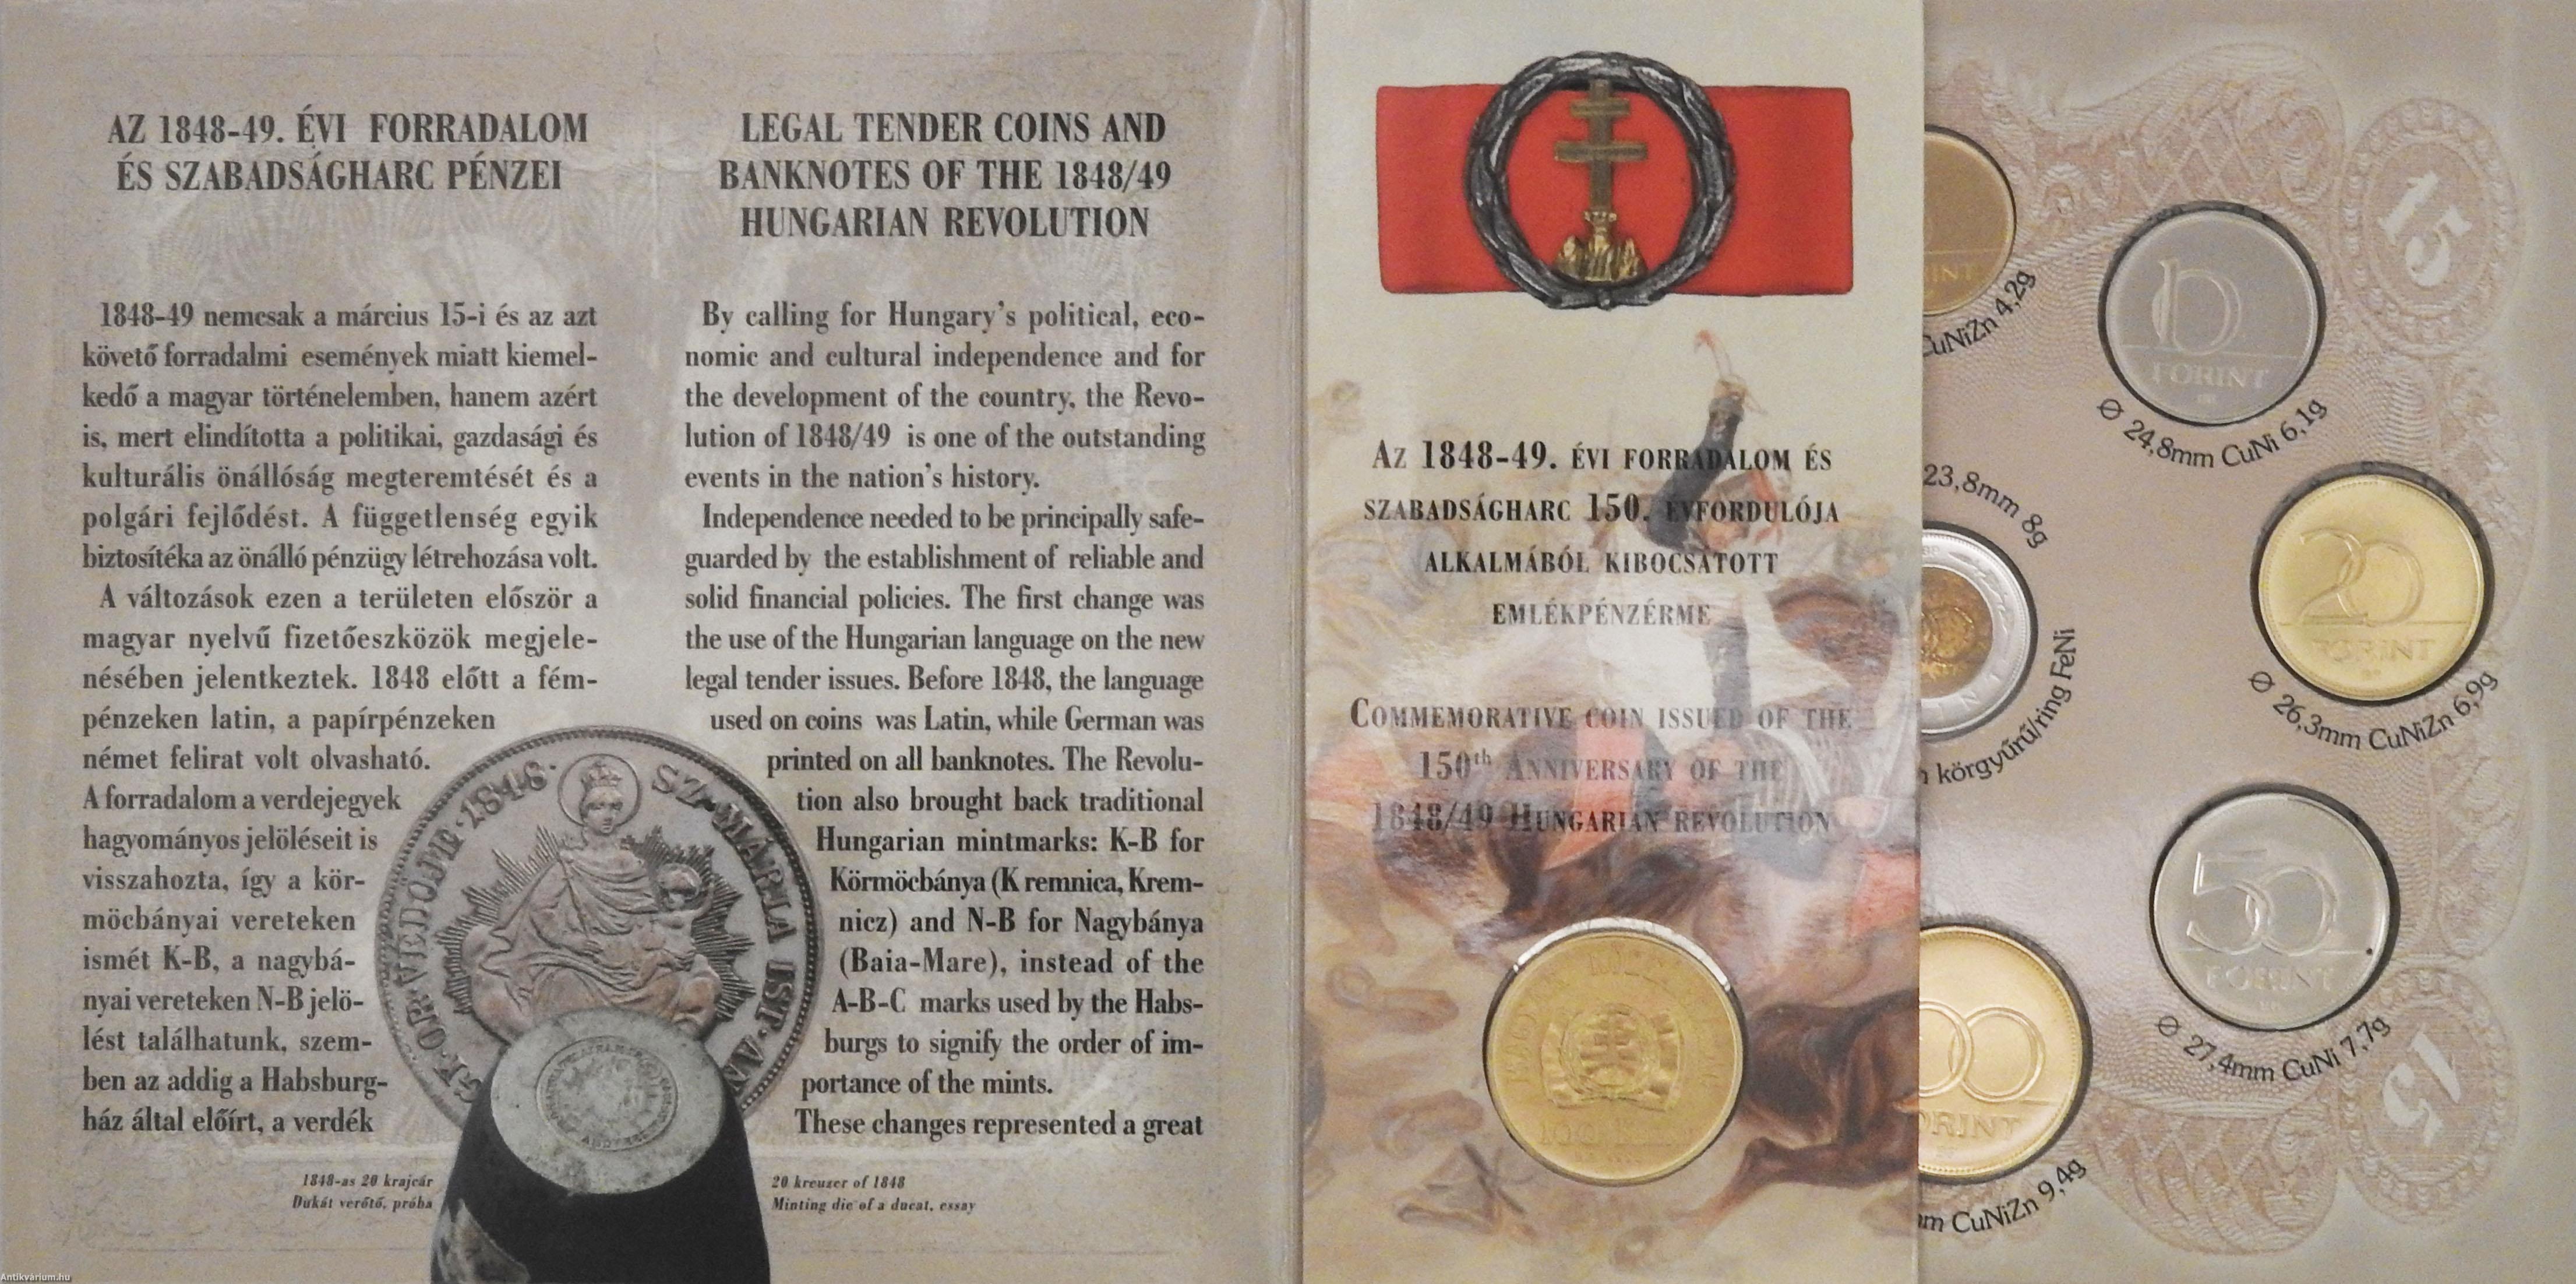 AZ 1848-49. ÉVI FORRADALOM
ÉS SZABADSÁGHARC PÉNZEI
1848-49 nemcsak a március 15-i és az azt
követő forradalmi események miatt kiemel-
kedő a magyar történelemben, hanem azért
is, mert elindította a politikai, gazdasági és
kulturális önállóság megteremtését és a
polgári fejlődést. A függetlenség egyik
biztosítéka az önálló pénzügy létrehozása volt.
A változások ezen a területen először a
magyar nyelvű fizetőeszközök megjele-
nésében jelentkeztek. 1848 előtt a fém-
pénzeken latin, a papírpénzeken
német felirat volt olvasható.
A forradalom a verdejegyek
hagyományos jelöléseit is
visszahozta, így a kör-
möcbányai vereteken
ismét K-B, a nagybá-
nyai vereteken N-B jelö-
lést találhatunk, szem-
ben az addig a Habsburg-
ház által előírt, a verdék
1848-as 20 krajcár
Dukát verőtő, próba
LEGAL TENDER COINS AND
BANKNOTES OF THE 1848/49
HUNGARIAN REVOLUTION
By calling for Hungary's political, eco-
nomic and cultural independence and for
the development of the country, the Revo-
lution of 1848/49 is one of the outstanding
events in the nation's history.
Independence needed to be principally safe-
guarded by the establishment of reliable and
solid financial policies. The first change was
the use of the Hungarian language on the new
legal tender issues. Before 1848, the language
used on coins was Latin, while German was
printed on all banknotes. The Revolu-
tion also brought back traditional
Hungarian mintmarks: K-B for
Körmöcbánya (K remnica, Krem-
nicz) and N-B for Nagybánya
(Baia-Mare), instead of the
A-B-C marks used by the Habs-
burgs to signify the order of im-
portance of the mints.
These changes represented a great
20 kreuzer of 1848
Minting die of a ducat, essay
1848·
SZ·MÁRIA IST·AN
Az 1848-49. évi forradalom és
szabadságharc 150. évfordulója
alkalmából kibocsátott
emlékpénzérme
Commemorative coin issued of the
150th Anniversary of the
1848/49 Hungarian revolution
100
CuNiZn 4,2g
10
FORINT
Ø 24,8mm CuNi 6,1g
15
23,8mm 8g
körgyűrű/ring FeNi
20
FORINT
Ø 26,3mm CuNiZn 6,9g
50
FORINT
Ø 27,4mm CuNi 7,7g
00
ORINT
mm CuNiZn 9,4g
15
Antikvárium.hu